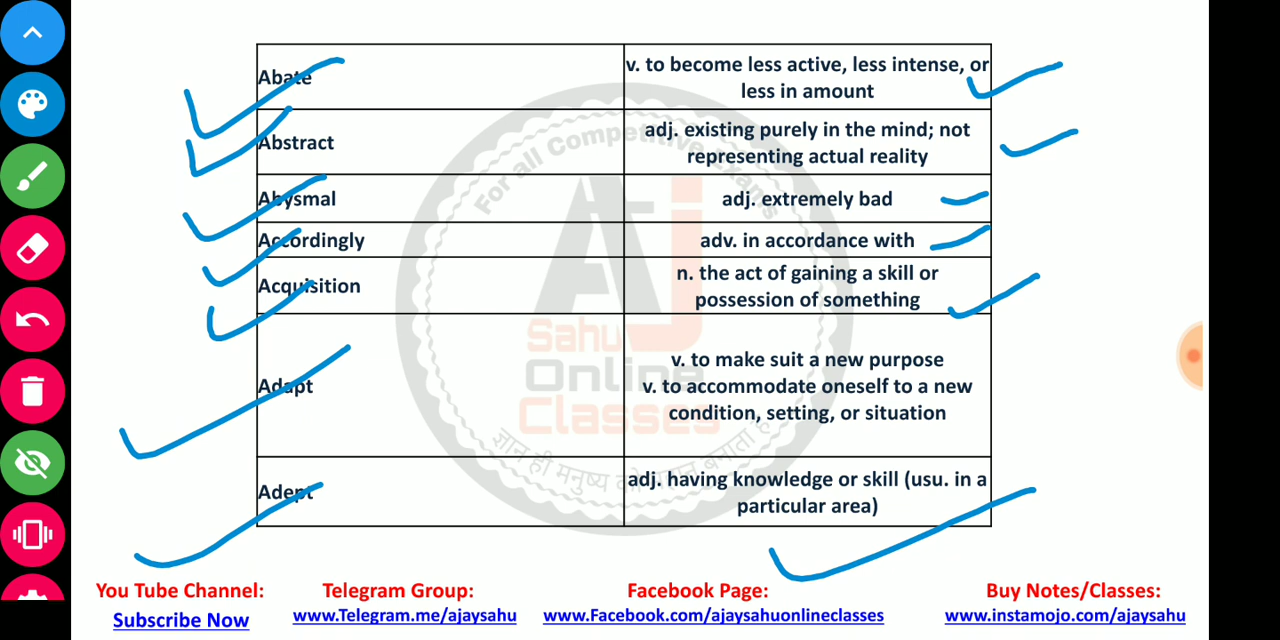 Abate
v. to become less active, less intense, or
less in amount
Abstract
adj. existing purely in the mind; not
representing actual reality
Abysmal
adj. extremely bad
Accordingly
adv. in accordance with
Acquisition
n. the act of gaining a skill or
possession of something
Adapt
v. to make suit a new purpose
v. to accommodate oneself to a new
condition, setting, or situation
Adept
adj. having knowledge or skill (usu. in a
particular area)
For all Competitive Exams
AJ
Sahu
Online
Classes
ज्ञान ही मनुष्य को महान बनाता है
You Tube Channel:
Subscribe Now
Telegram Group:
www.Telegram.me/ajaysahu
Facebook Page:
www.Facebook.com/ajaysahuonlineclasses
Buy Notes/Classes:
www.instamojo.com/ajaysahu